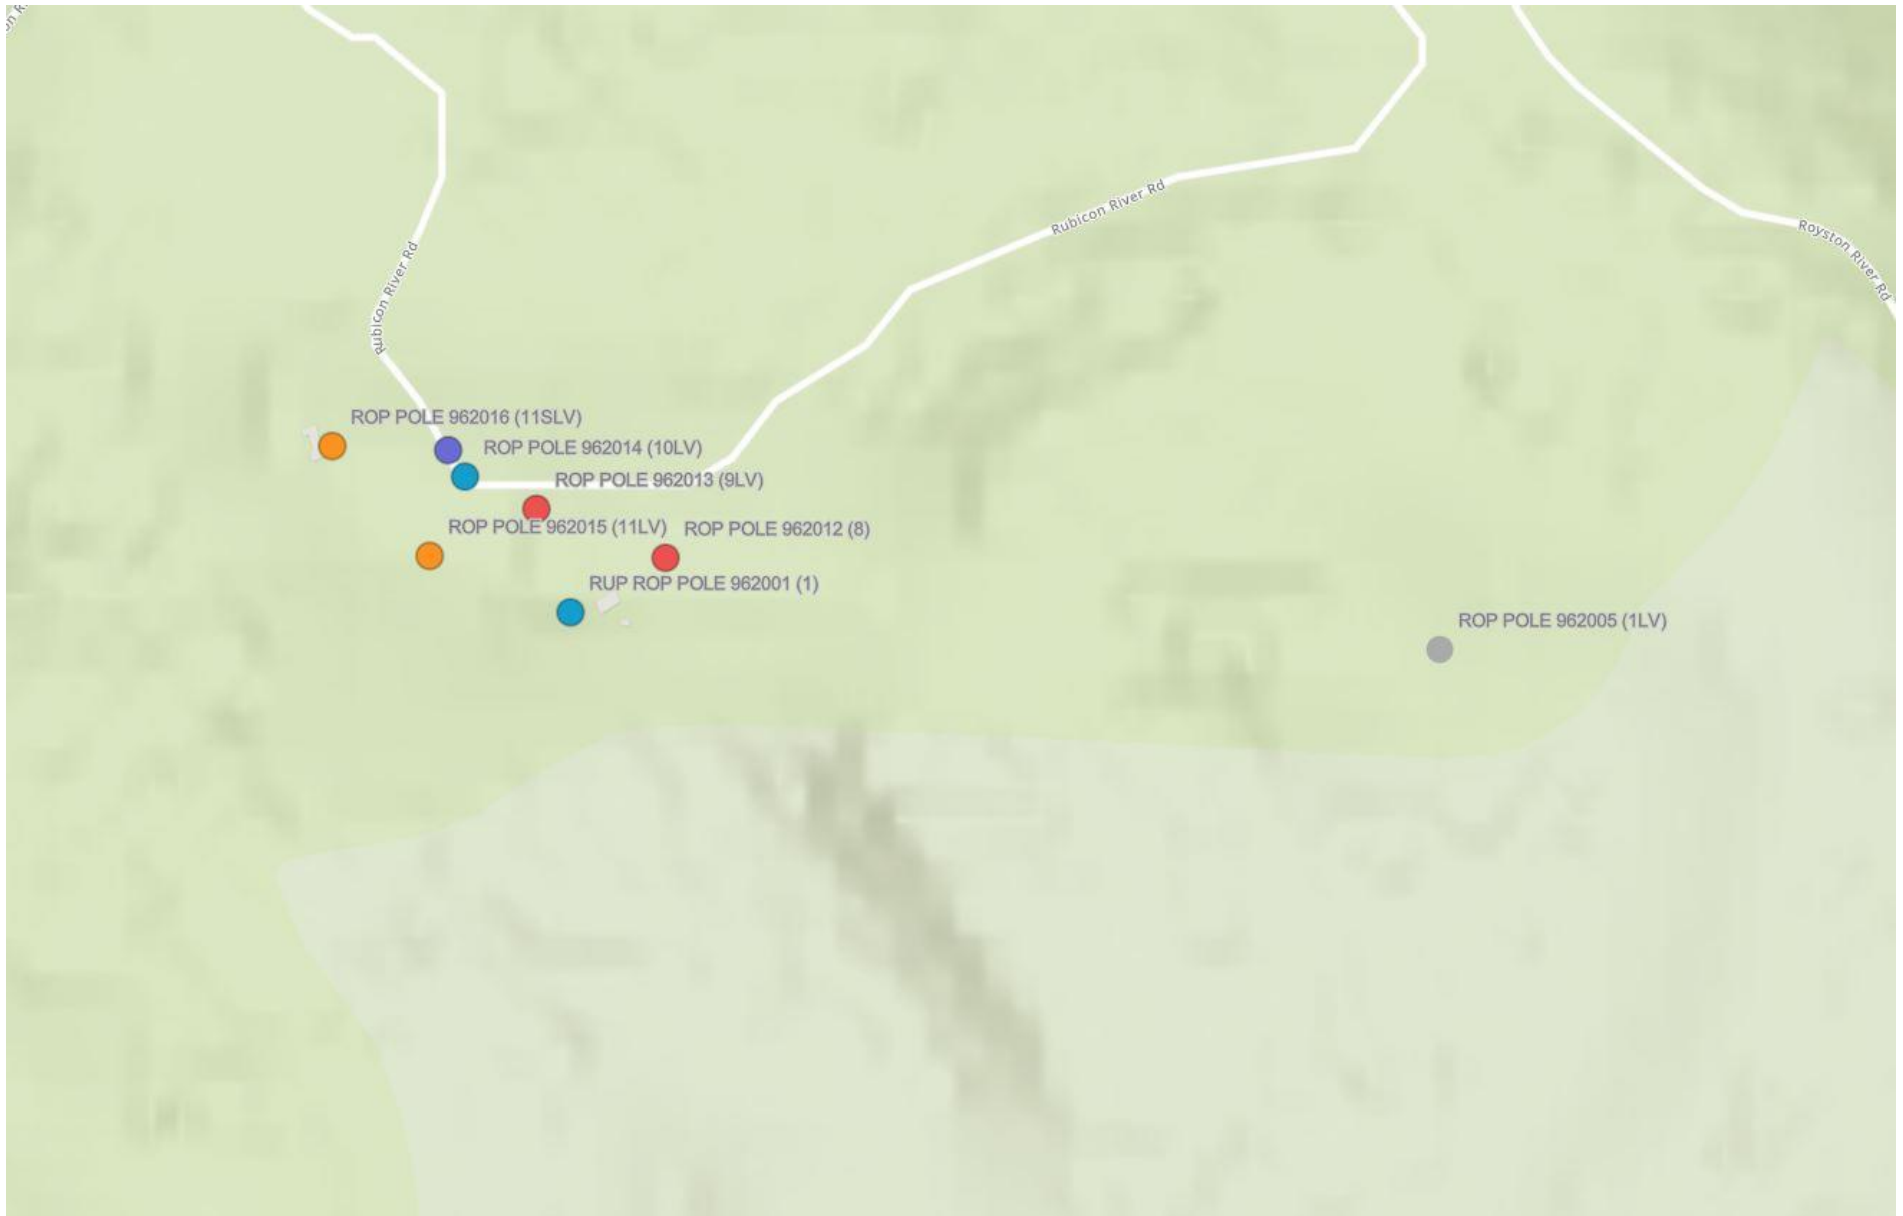 Rubicon River Rd
Royston River Rd
Rubicon River Rd
ROP POLE 962016 (11SLV)
ROP POLE 962014 (10LV)
ROP POLE 962013 (9LV)
ROP POLE 962015 (11LV)
ROP POLE 962012 (8)
RUP ROP POLE 962001 (1)
ROP POLE 962005 (1LV)